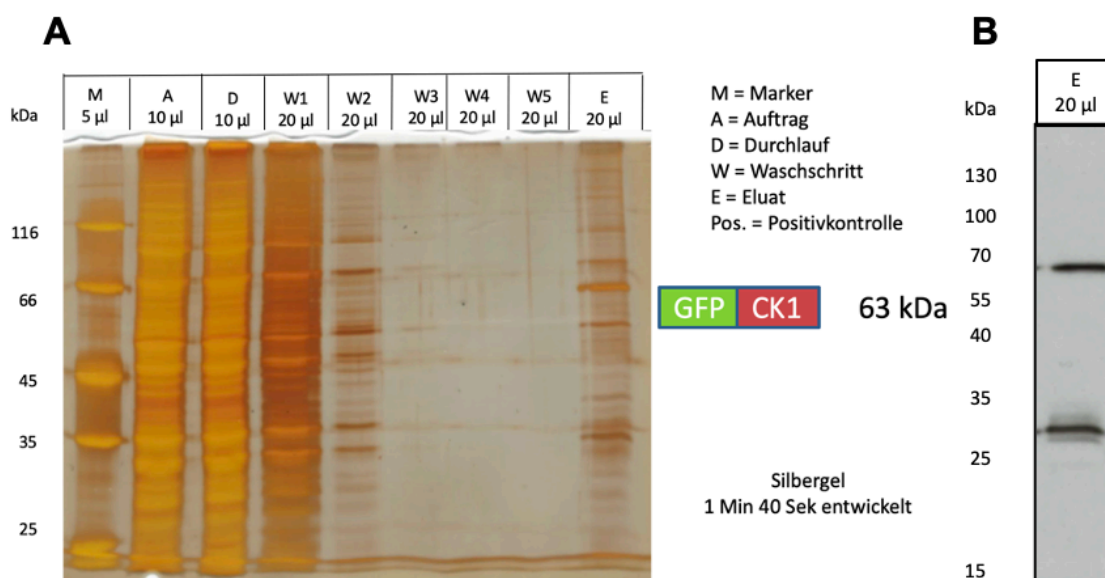 A
B
kDa
M
5 µl
A
10 µl
D
10 µl
W1
20 µl
W2
20 µl
W3
20 µl
W4
20 µl
W5
20 µl
E
20 µl
116
66
45
35
25
M = Marker
A = Auftrag
D = Durchlauf
W = Waschschritt
E = Eluat
Pos. = Positivkontrolle
GFP CK1 63 kDa
Silbergel
1 Min 40 Sek entwickelt
E
20 µl
kDa
130
100
70
55
40
35
25
15